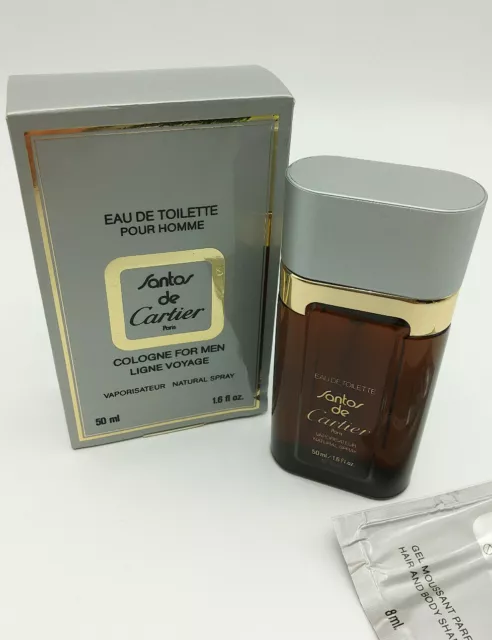 EAU DE TOILETTE
POUR HOMME
Santos
de
Cartier
Paris
COLOGNE FOR MEN
LIGNE VOYAGE
VAPORISATEUR NATURAL SPRAY
50 ml 1.6 fl oz.
EAU DE TOILETTE
Santos
de
Cartier
Paris
VAPORISATEUR
NATURAL SPRAY
50 ml/1.6 fl oz
GEL MOUSSANT PARF
HAIR AND BODY SHA
8 ml